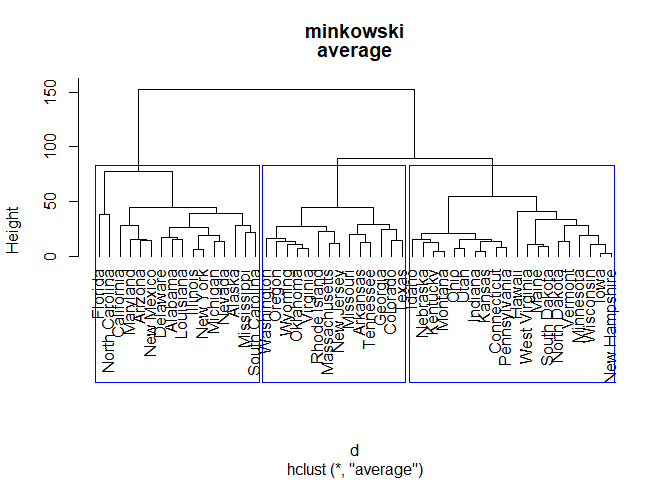 minkowski
average
Height
0
50
100
150
Florida
North Carolina
California
Maryland
Arizona
New Mexico
Delaware
Alabama
Louisiana
Illinois
New York
Michigan
Nevada
Alaska
Mississippi
South Carolina
Washington
Oregon
Wyoming
Oklahoma
Virginia
Rhode Island
Massachusetts
New Jersey
Missouri
Arkansas
Tennessee
Georgia
Colorado
Texas
Idaho
Nebraska
Kentucky
Montana
Ohio
Utah
Indiana
Kansas
Connecticut
Pennsylvania
Hawaii
West Virginia
Maine
South Dakota
North Dakota
Vermont
Minnesota
Wisconsin
Iowa
New Hampshire
d
hclust (*, "average")